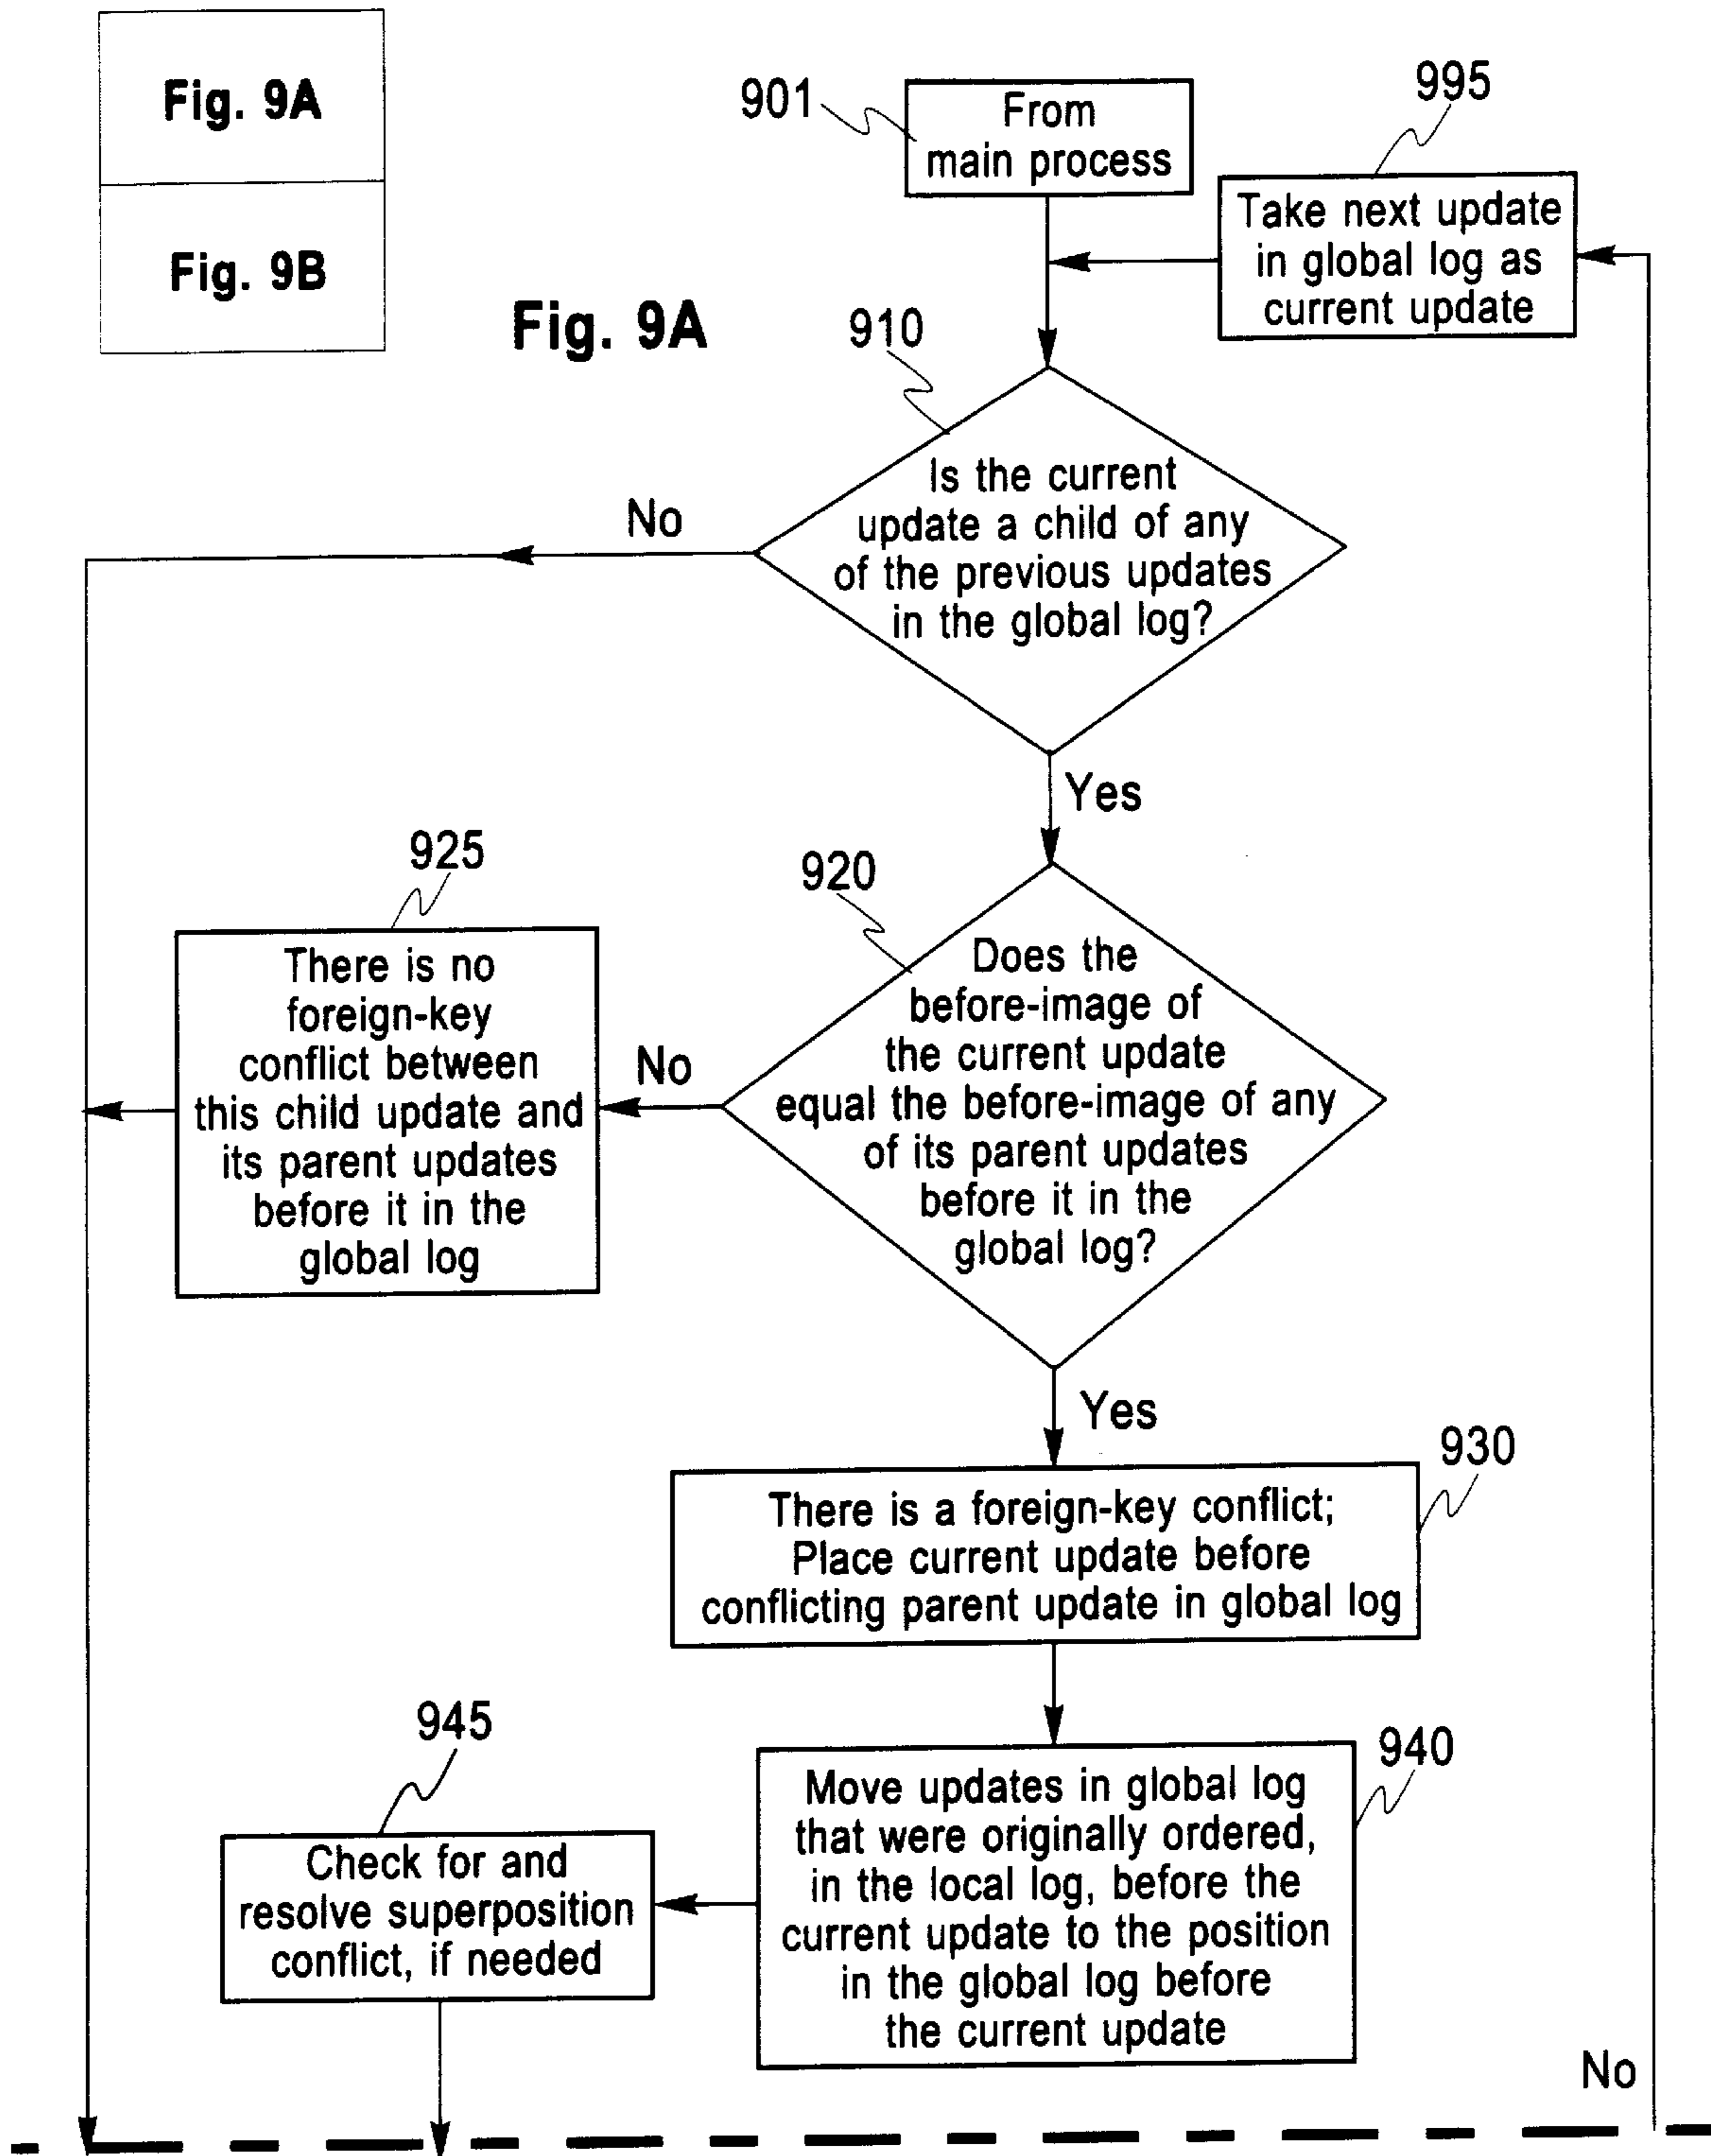 Fig. 9A
Fig. 9B
Fig. 9A
901
From
main process
995
Take next update
in global log as
current update
910
Is the current
update a child of any
of the previous updates
in the global log?
No
Yes
925
There is no
foreign-key
conflict between
this child update and
its parent updates
before it in the
global log
No
920
Does the
before-image of
the current update
equal the before-image of any
of its parent updates
before it in the
global log?
Yes
930
There is a foreign-key conflict;
Place current update before
conflicting parent update in global log
945
Check for and
resolve superposition
conflict, if needed
940
Move updates in global log
that were originally ordered,
in the local log, before the
current update to the position
in the global log before
the current update
No